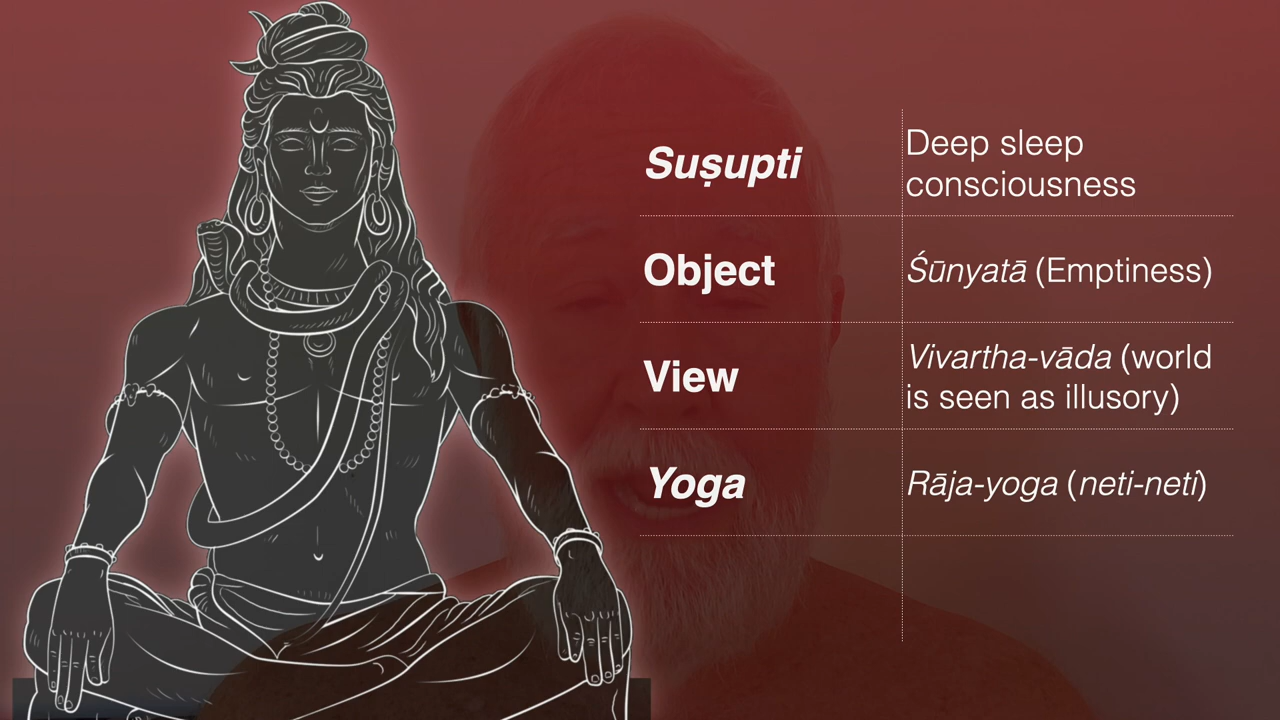 Suṣupti
Deep sleep
consciousness
Object
Śūnyatā (Emptiness)
View
Vivartha-vāda (world
is seen as illusory)
Yoga
Rāja-yoga (neti-neti)